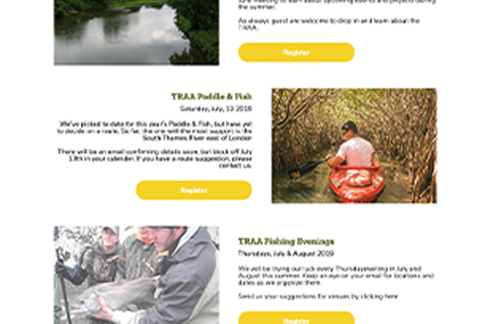 June meeting to learn about upcoming events and projects during
the summer.
As always guest are welcome to drop in and learn about the
TRAA.
Register
TRAA Paddle & Fish
Saturday, July, 13 2019
We've picked to date for this year's Paddle & Fish, but have yet
to decide on a route. So far, the one with the most support is the
South Thames River east of London
There will be an email confirming details soon, but block off July
13th in your calender. If you have a route suggestion, please
contact us.
Register
TRAA Fishing Evenings
Thursdays, July & August 2019
We will be trying our luck every Thursday evening in July and
August this summer. Keep an eye on your email for locations and
dates as we organize them.
Send us your suggestions for venues by clicking here
Register